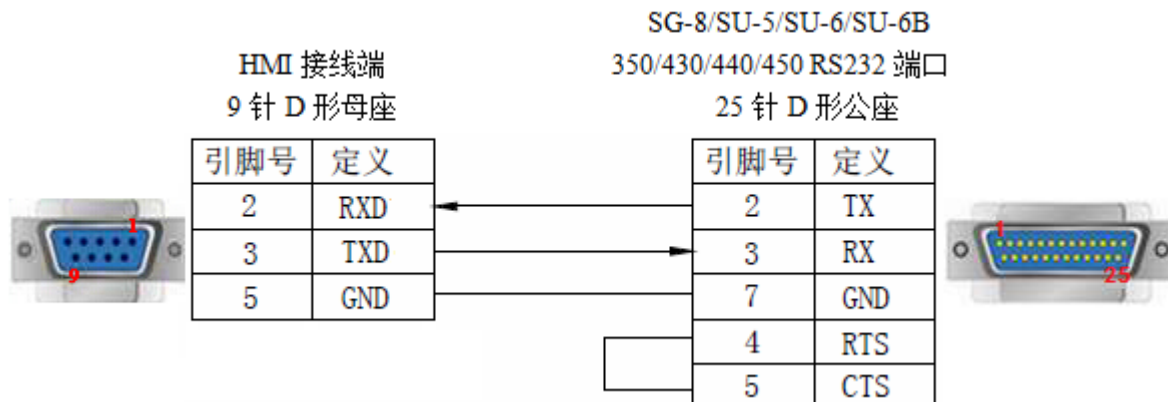 SG-8/SU-5/SU-6/SU-6B
HMI 接线端
350/430/440/450 RS232 端口
9 针 D 形母座
25 针 D 形公座
引脚号 定义 引脚号 定义
2 RXD 2 TX
3 TXD 3 RX
5 GND 7 GND
4 RTS
5 CTS
1
9
1
25